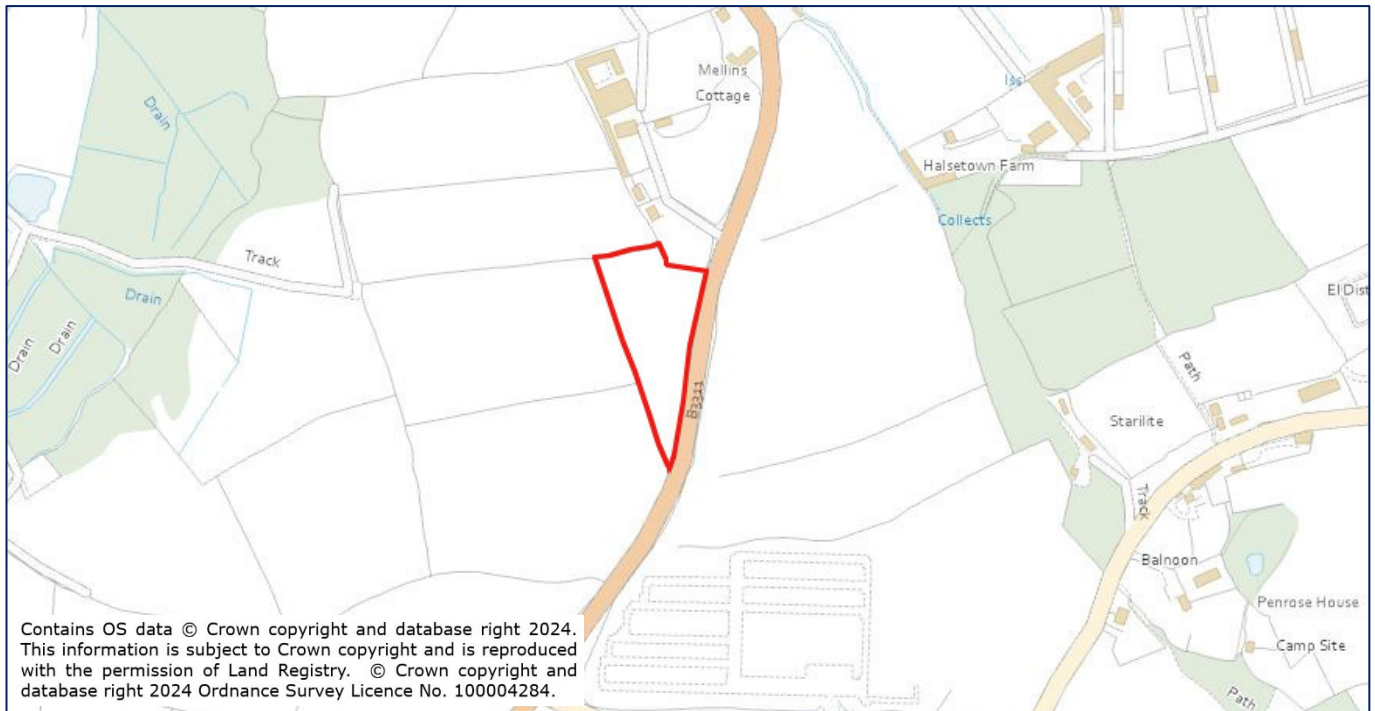 Mellins
Cottage
Drain
Iss
Halsetown Farm
Collects
Track
Drain
El Dist
Drain
Drain
Path
B3311
Starilite
Track
Balnoon
Penrose House
Camp Site
Path
Contains OS data © Crown copyright and database right 2024.
This information is subject to Crown copyright and is reproduced
with the permission of Land Registry. © Crown copyright and
database right 2024 Ordnance Survey Licence No. 100004284.